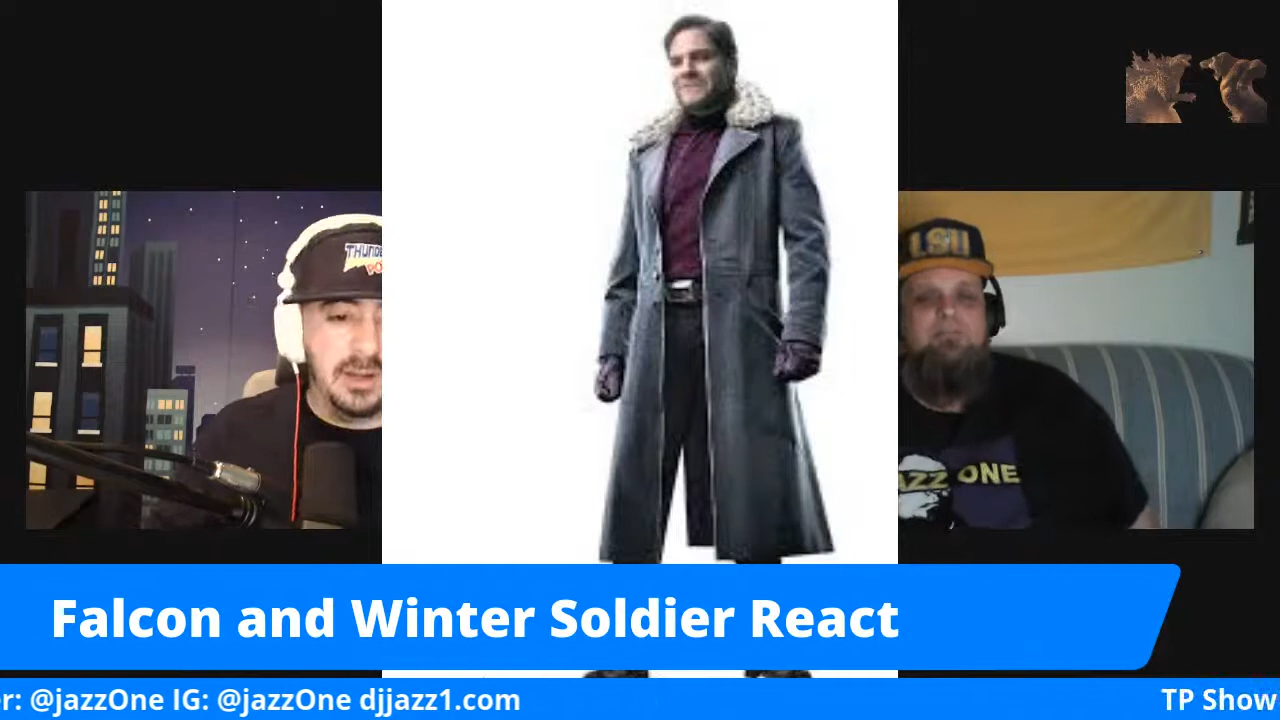 LSU
ONE
Falcon and Winter Soldier React
r: @jazzOne IG: @jazzOne djjazz1.com
TP Show